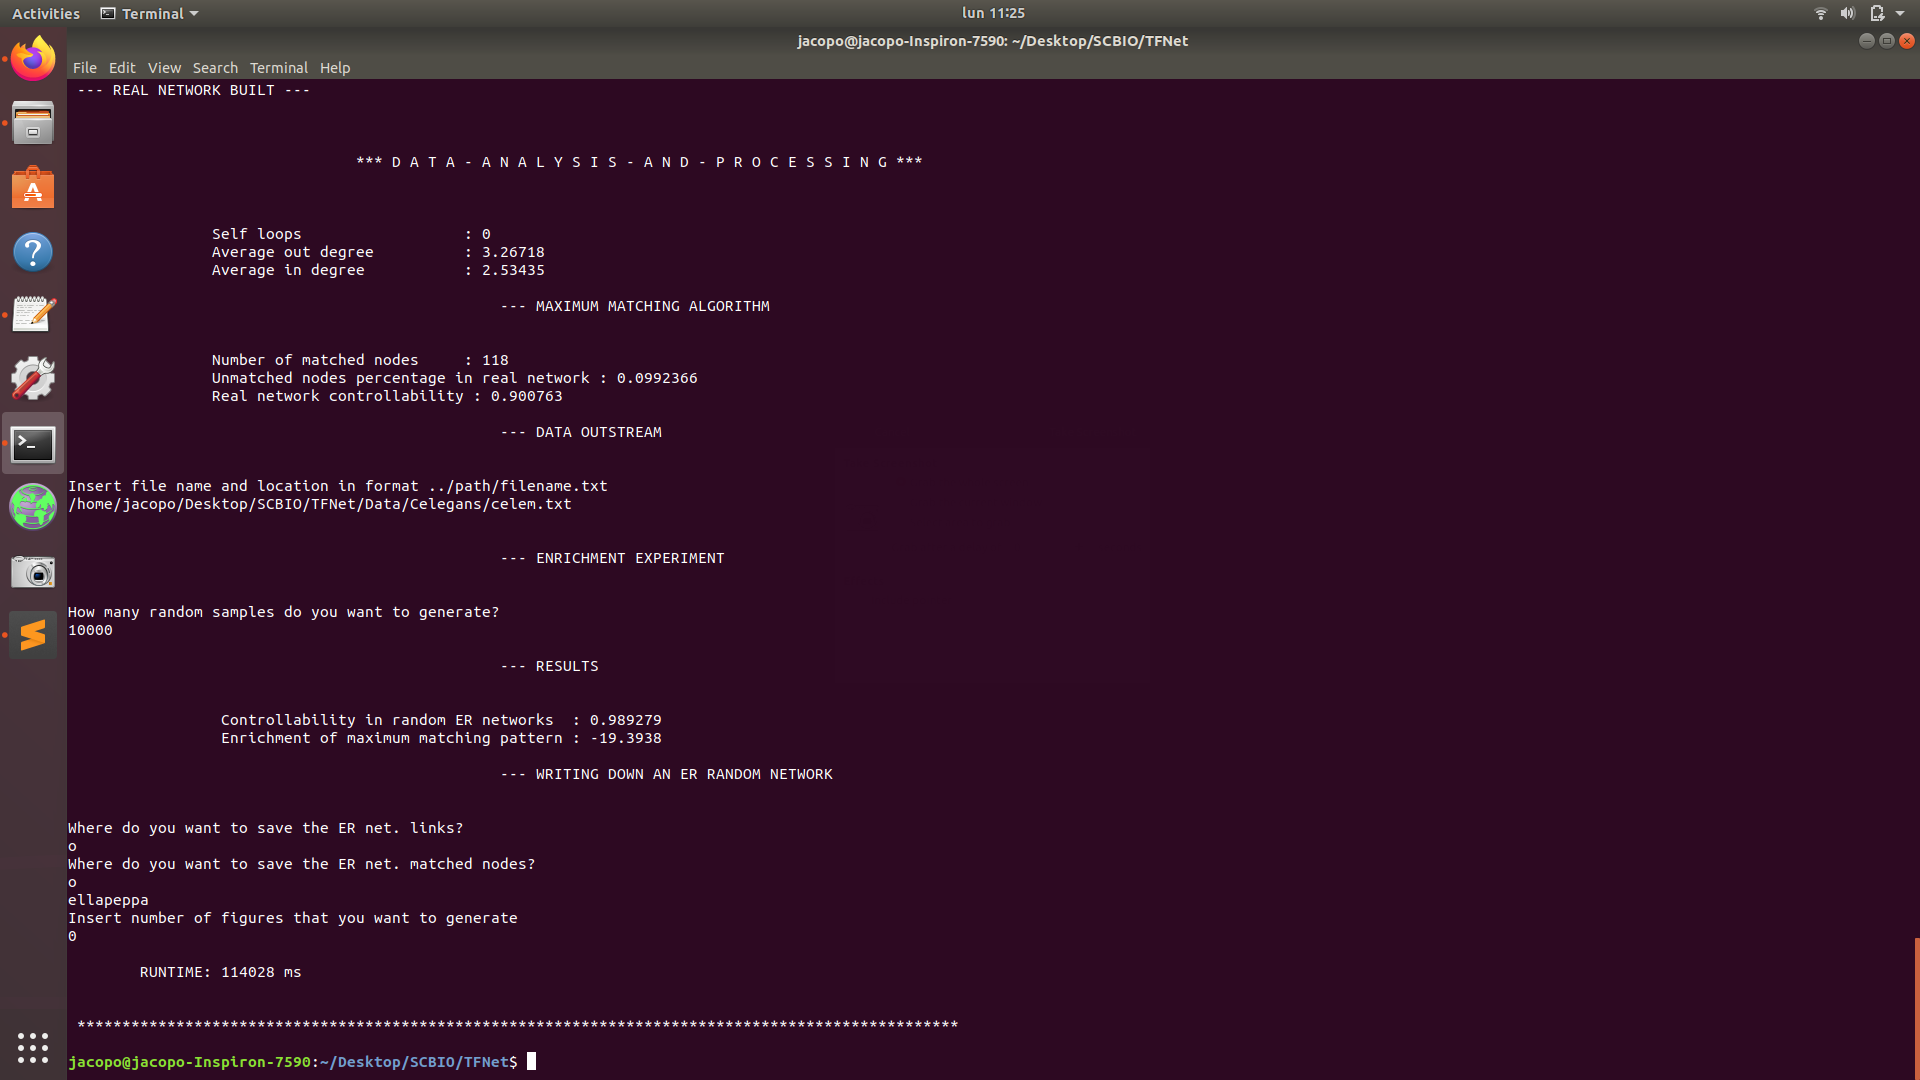 Activities Terminal lun 11:25
jacopo@jacopo-Inspiron-7590: ~/Desktop/SCBIO/TFNet
File Edit View Search Terminal Help
--- REAL NETWORK BUILT ---
*** D A T A - A N A L Y S I S - A N D - P R O C E S S I N G ***
Self loops : 0
Average out degree : 3.26718
Average in degree : 2.53435
--- MAXIMUM MATCHING ALGORITHM
Number of matched nodes : 118
Unmatched nodes percentage in real network : 0.0992366
Real network controllability : 0.900763
--- DATA OUTSTREAM
Insert file name and location in format ../path/filename.txt
/home/jacopo/Desktop/SCBIO/TFNet/Data/Celegans/celem.txt
--- ENRICHMENT EXPERIMENT
How many random samples do you want to generate?
10000
--- RESULTS
Controllability in random ER networks : 0.989279
Enrichment of maximum matching pattern : -19.3938
--- WRITING DOWN AN ER RANDOM NETWORK
Where do you want to save the ER net. links?
o
Where do you want to save the ER net. matched nodes?
o
ellapeppa
Insert number of figures that you want to generate
0
RUNTIME: 114028 ms
**************************************************************************************************
jacopo@jacopo-Inspiron-7590:~/Desktop/SCBIO/TFNet$